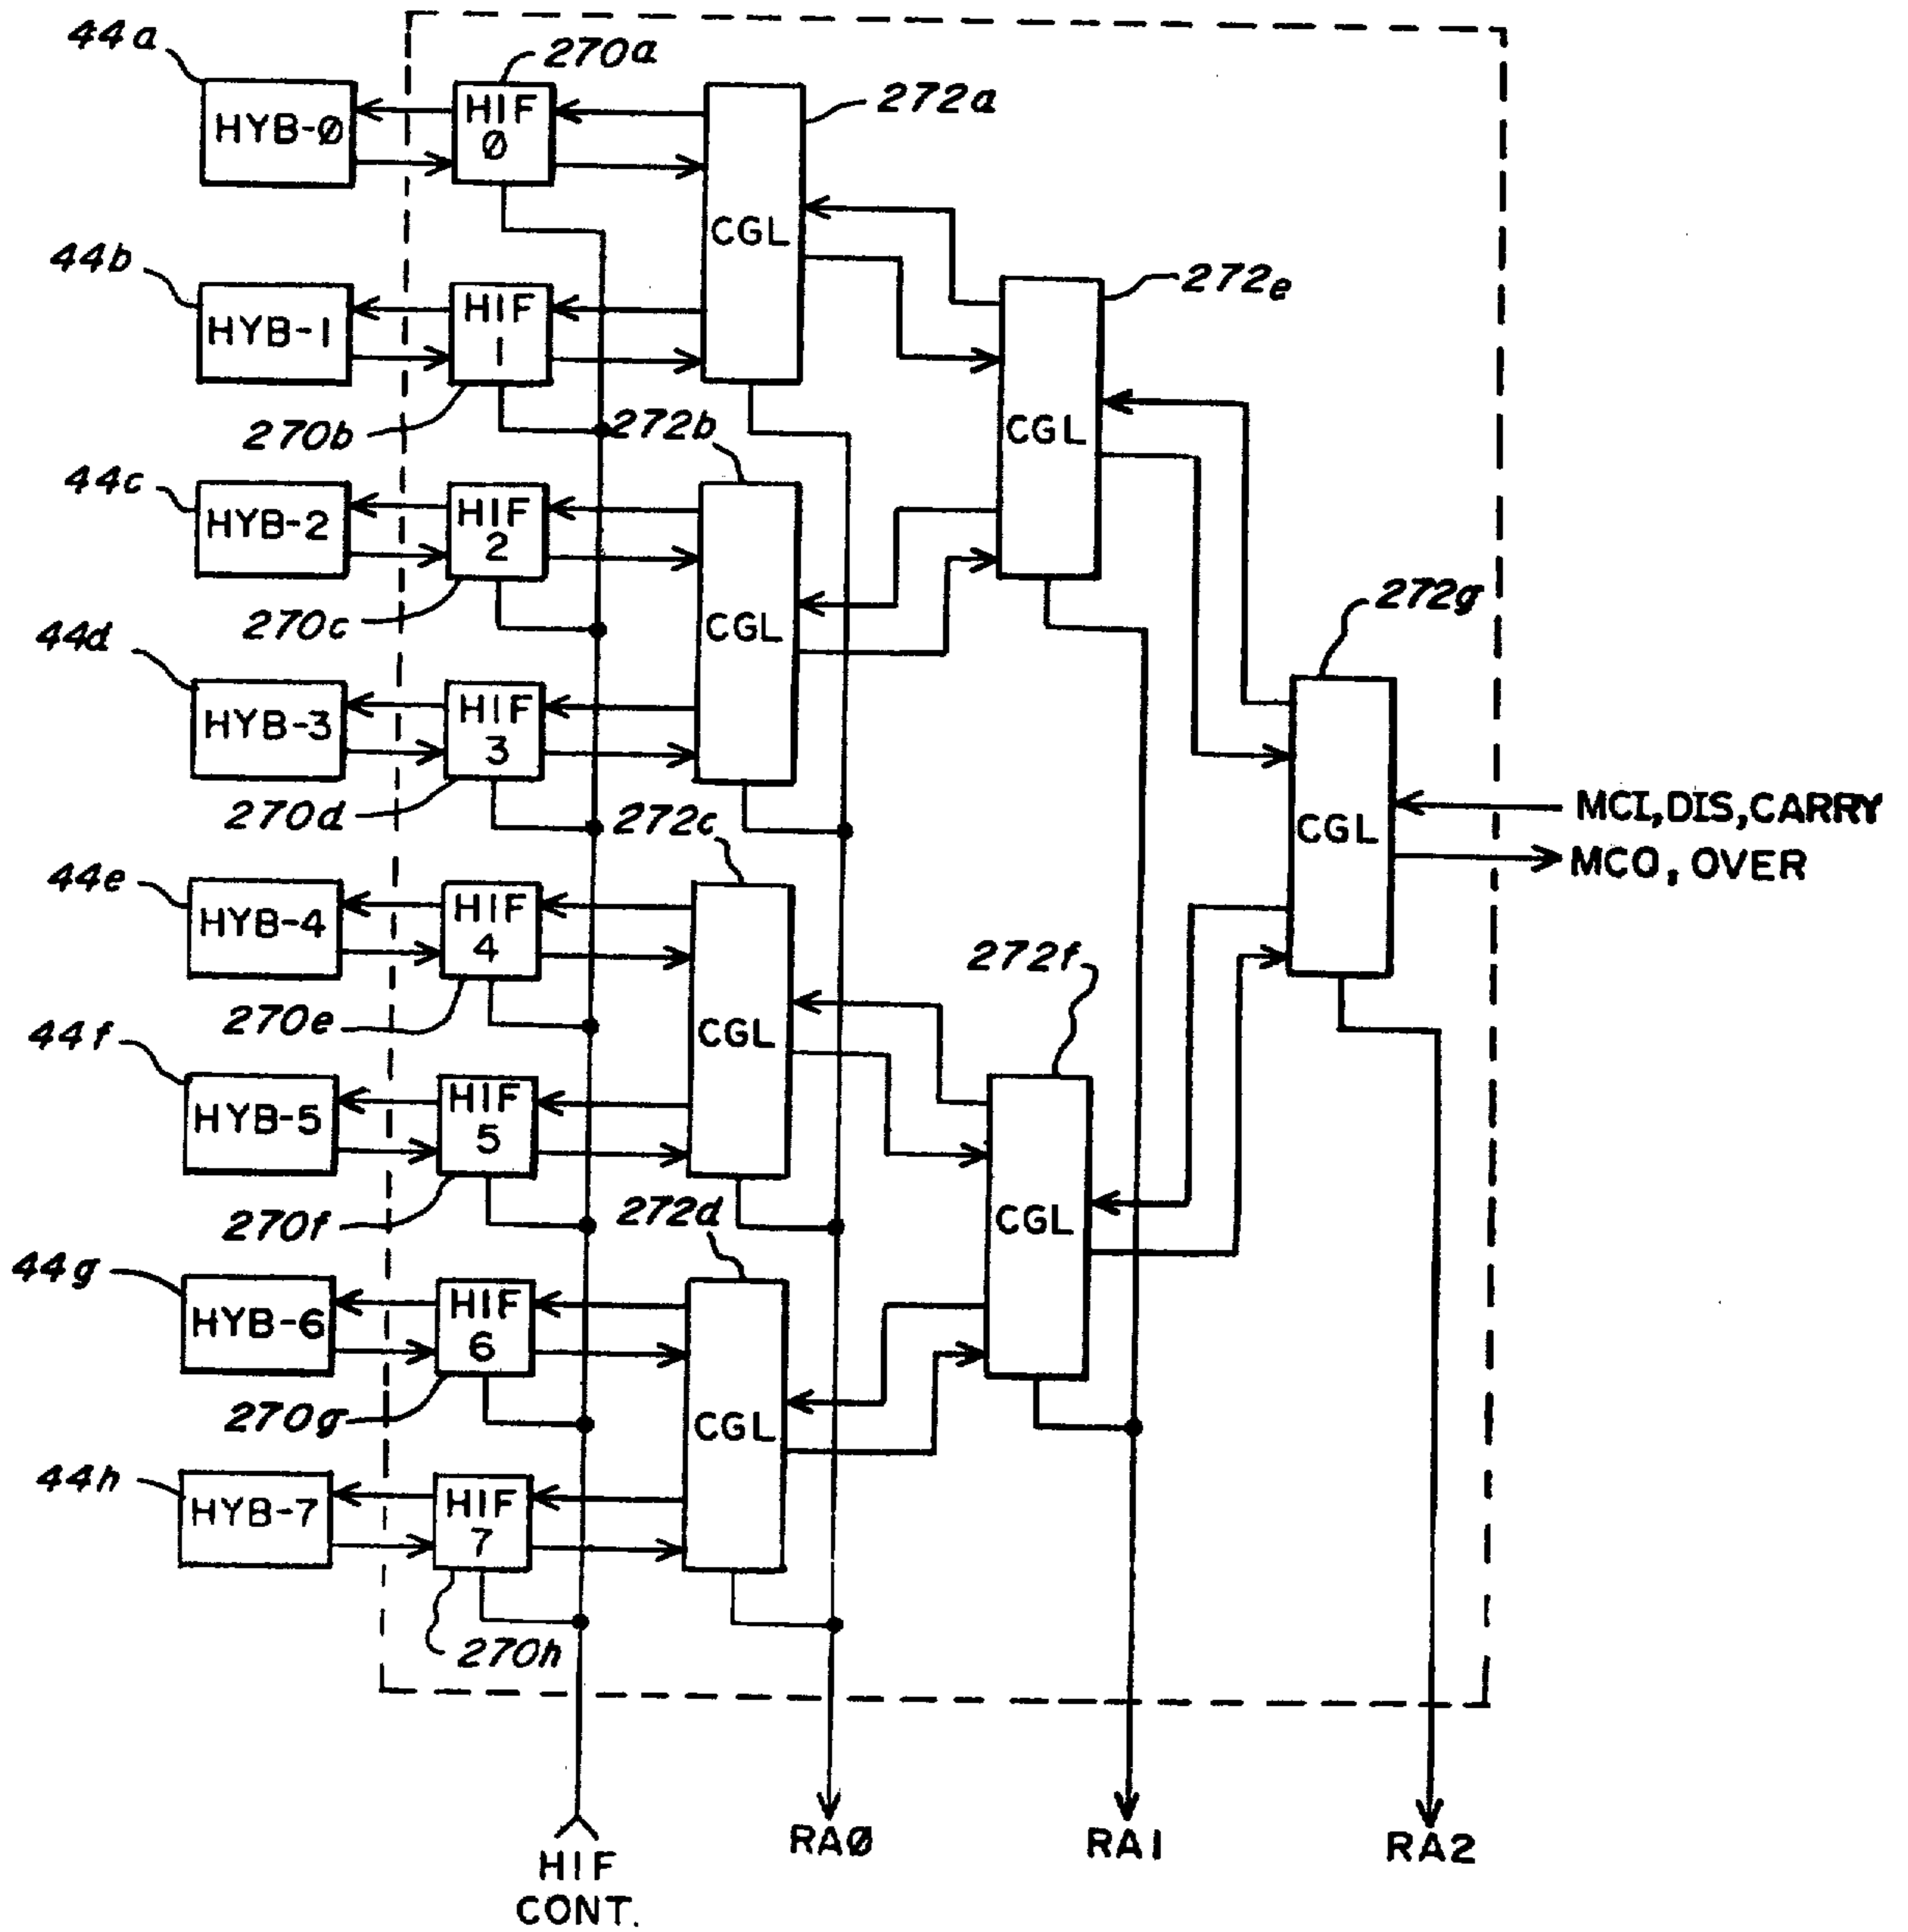 44a
270a
HYB-Ø
HIF
Ø
272a
CGL
44b
HYB-1
HIF
1
272e
270b
272b
CGL
44c
HYB-2
HIF
2
272g
270c
CGL
44d
HYB-3
HIF
3
270d
272c
MCI,DIS,CARRY
CGL
MCO, OVER
44e
HYB-4
HIF
4
272f
270e
CGL
44f
HYB-5
HIF
5
270f
272d
CGL
44g
HYB-6
HIF
6
270g
CGL
44h
HYB-7
HIF
7
270h
HIF
CONT.
RAØ
RA1
RA2